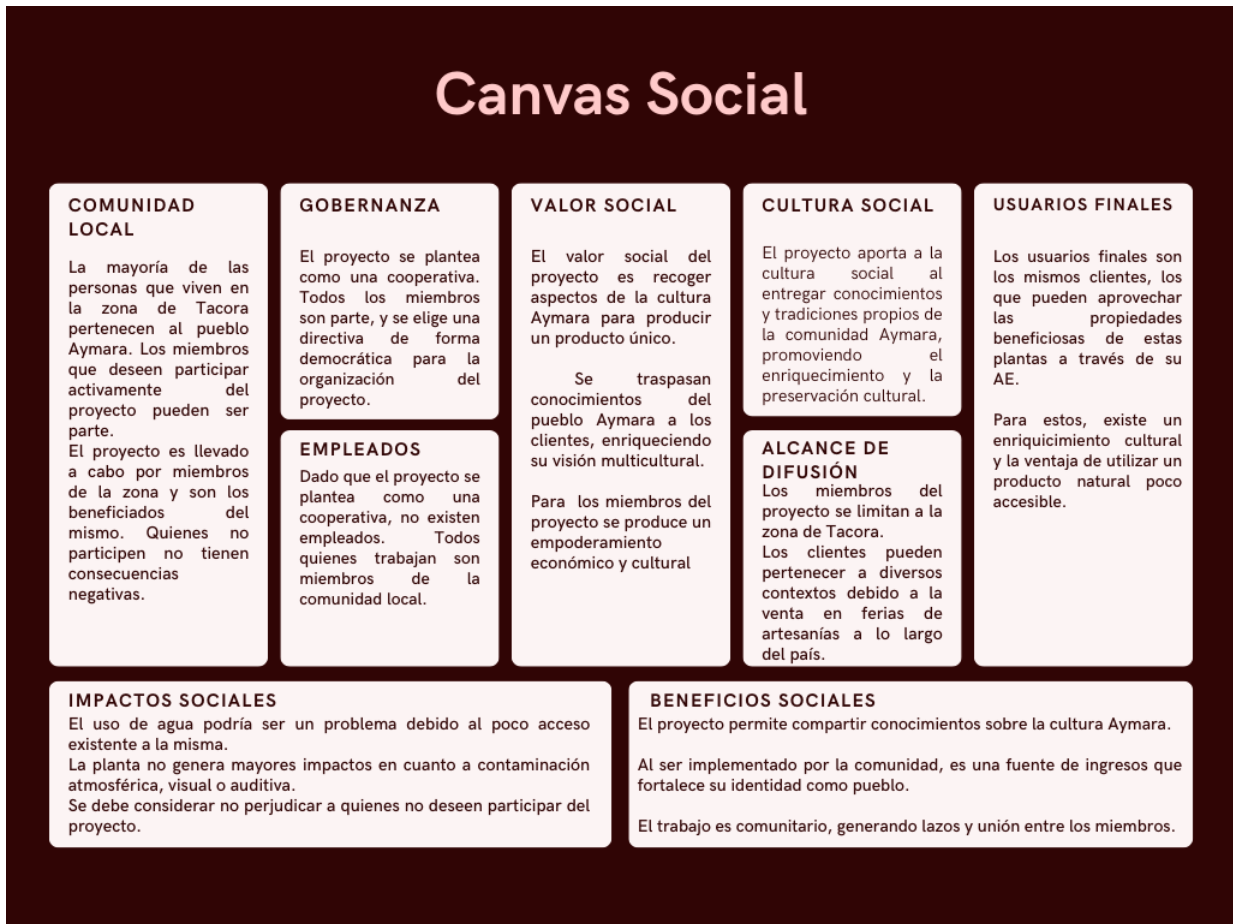 Canvas Social
COMUNIDAD
LOCAL
La mayoría de las
personas que viven en
la zona de Tacora
pertenecen al pueblo
Aymara. Los miembros
que deseen participar
activamente del
proyecto pueden ser
parte.
El proyecto es llevado
a cabo por miembros
de la zona y son los
beneficiados del
mismo. Quienes no
participen no tienen
consecuencias
negativas.
GOBERNANZA
El proyecto se plantea
como una cooperativa.
Todos los miembros
son parte, y se elige una
directiva de forma
democrática para la
organización del
proyecto.
EMPLEADOS
Dado que el proyecto se
plantea como una
cooperativa, no existen
empleados. Todos
quienes trabajan son
miembros de la
comunidad local.
VALOR SOCIAL
El valor social del
proyecto es recoger
aspectos de la cultura
Aymara para producir
un producto único.
Se traspasan
conocimientos del
pueblo Aymara a los
clientes, enriqueciendo
su visión multicultural.
Para los miembros del
proyecto se produce un
empoderamiento
económico y cultural
CULTURA SOCIAL
El proyecto aporta a la
cultura social al
entregar conocimientos
y tradiciones propios de
la comunidad Aymara,
promoviendo el
enriquecimiento y la
preservación cultural.
ALCANCE DE
DIFUSIÓN
Los miembros del
proyecto se limitan a la
zona de Tacora.
Los clientes pueden
pertenecer a diversos
contextos debido a la
venta en ferias de
artesanías a lo largo
del país.
USUARIOS FINALES
Los usuarios finales son
los mismos clientes, los
que pueden aprovechar
las propiedades
beneficiosas de estas
plantas a través de su
AE.
Para estos, existe un
enriquicimiento cultural
y la ventaja de utilizar un
producto natural poco
accesible.
IMPACTOS SOCIALES
El uso de agua podría ser un problema debido al poco acceso
existente a la misma.
La planta no genera mayores impactos en cuanto a contaminación
atmosférica, visual o auditiva.
Se debe considerar no perjudicar a quienes no deseen participar del
proyecto.
BENEFICIOS SOCIALES
El proyecto permite compartir conocimientos sobre la cultura Aymara.
Al ser implementado por la comunidad, es una fuente de ingresos que
fortalece su identidad como pueblo.
El trabajo es comunitario, generando lazos y unión entre los miembros.